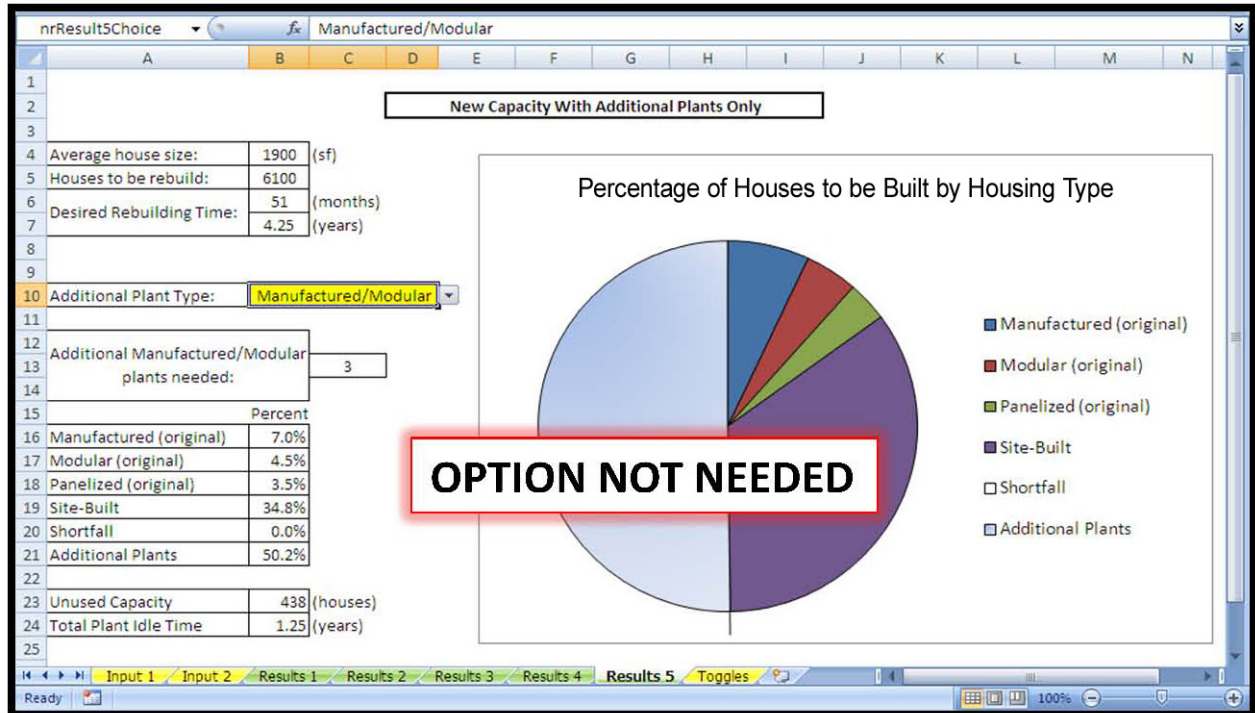 nrResult5Choice fx Manufactured/Modular
A B C D E F G H I J K L M N
1
2 New Capacity With Additional Plants Only
3
4 Average house size: 1900 (sf)
5 Houses to be rebuild: 6100
6 Desired Rebuilding Time: 51 (months)
7 4.25 (years)
8
9
10 Additional Plant Type: Manufactured/Modular
11
12 Additional Manufactured/Modular
13 plants needed: 3
14
15 Percent
16 Manufactured (original) 7.0%
17 Modular (original) 4.5%
18 Panelized (original) 3.5%
19 Site-Built 34.8%
20 Shortfall 0.0%
21 Additional Plants 50.2%
22
23 Unused Capacity 438 (houses)
24 Total Plant Idle Time 1.25 (years)
25
Percentage of Houses to be Built by Housing Type
Manufactured (original)
Modular (original)
Panelized (original)
Site-Built
Shortfall
Additional Plants
OPTION NOT NEEDED
Input 1 Input 2 Results 1 Results 2 Results 3 Results 4 Results 5 Toggles
Ready 100%